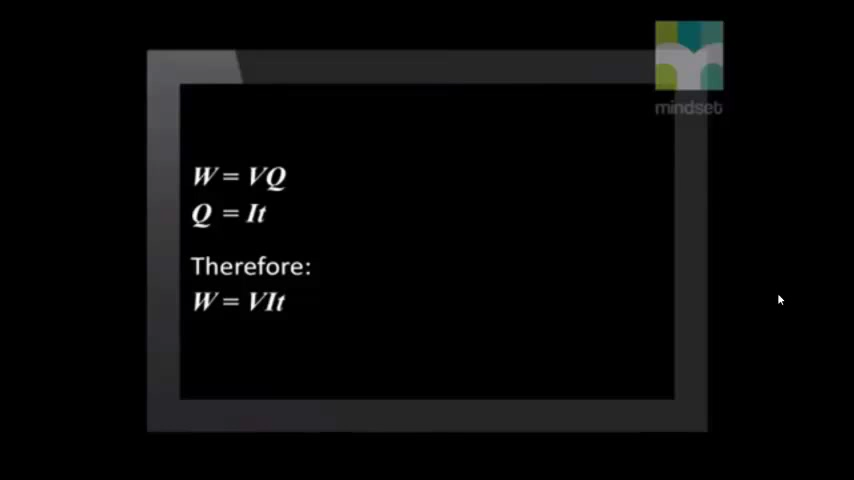 mindset
W = VQ
Q = It
Therefore:
W = VIt